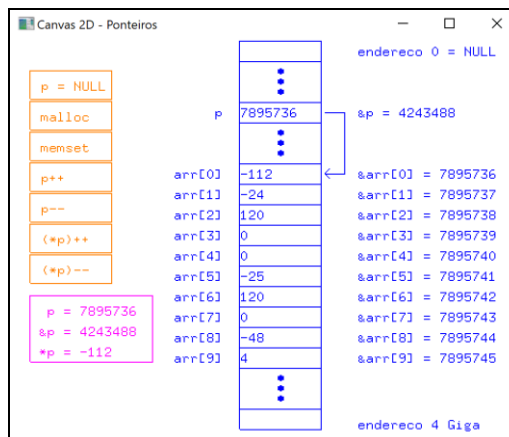 Canvas 2D - Ponteiros
endereco 0 = NULL
p = NULL
malloc
memset
p++
p--
(*p)++
(*p)--
p = 7895736
&p = 4243488
*p = -112
p 7895736 &p = 4243488
arr[0] -112 &arr[0] = 7895736
arr[1] -24 &arr[1] = 7895737
arr[2] 120 &arr[2] = 7895738
arr[3] 0 &arr[3] = 7895739
arr[4] 0 &arr[4] = 7895740
arr[5] -25 &arr[5] = 7895741
arr[6] 120 &arr[6] = 7895742
arr[7] 0 &arr[7] = 7895743
arr[8] -48 &arr[8] = 7895744
arr[9] 4 &arr[9] = 7895745
endereco 4 Giga